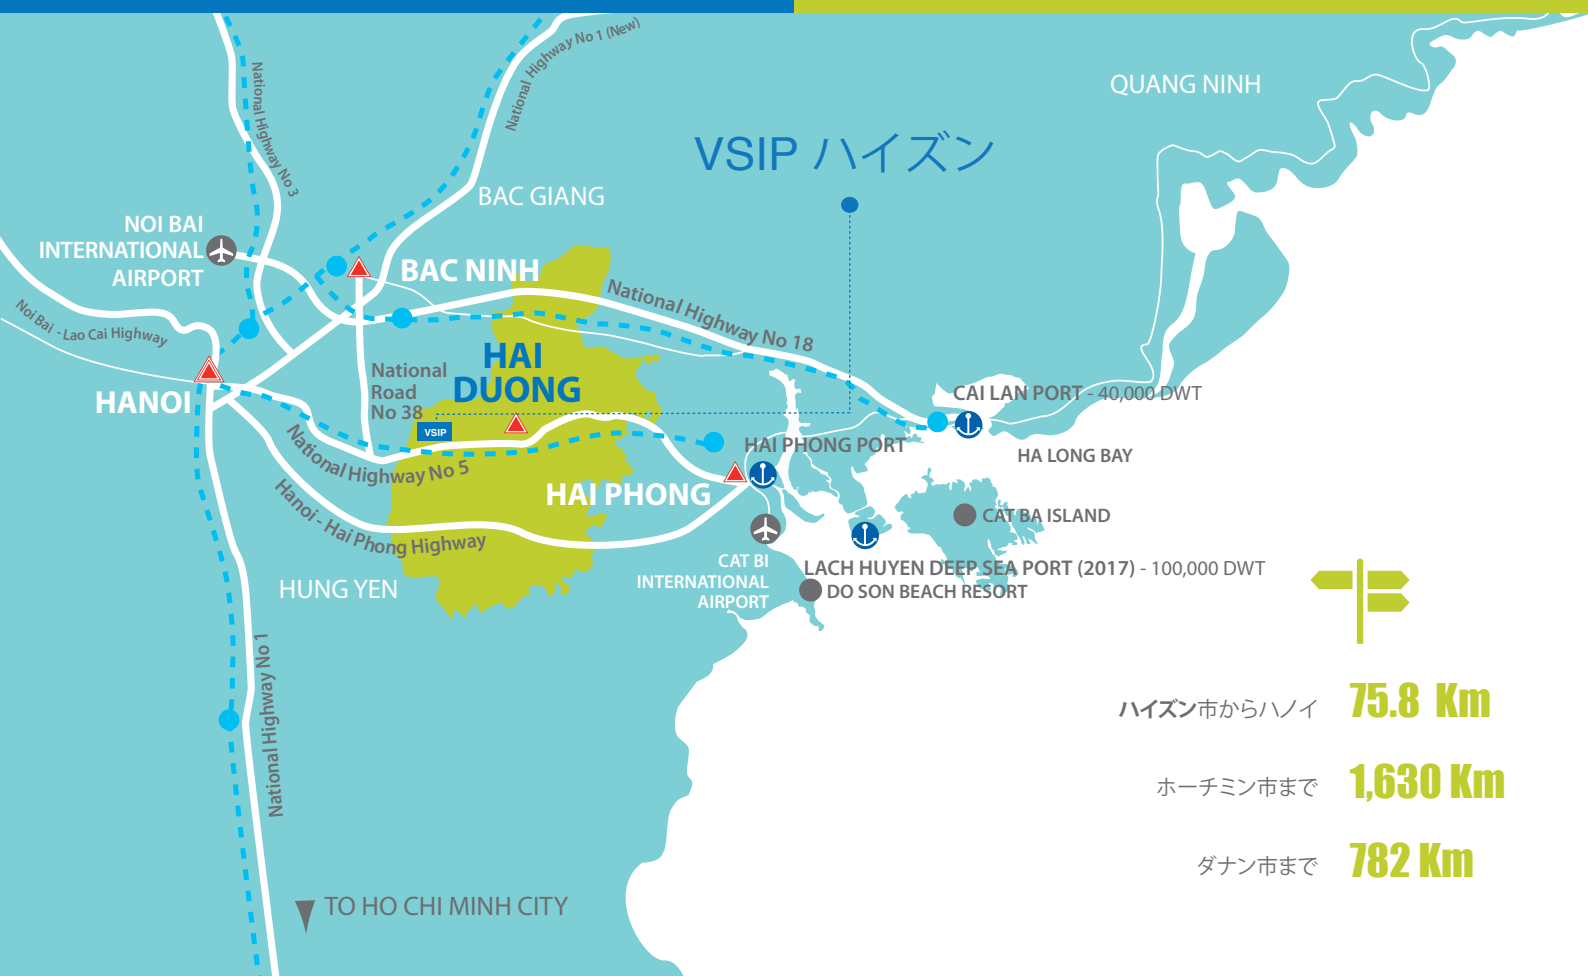 National Highway No 1 (New)
National Highway No 3
QUANG NINH
VSIP ハイズン
BAC GIANG
NOI BAI
INTERNATIONAL
AIRPORT
BAC NINH
National Highway No 18
Noi Bai - Lao Cai Highway
HAI
DUONG
National
Road
No 38
HANOI
VSIP
CAI LAN PORT - 40,000 DWT
National Highway No 5
HAI PHONG PORT
HA LONG BAY
HAI PHONG
Hanoi - Hai Phong Highway
CAT BA ISLAND
CAT BI
INTERNATIONAL
AIRPORT
LACH HUYEN DEEP SEA PORT (2017) - 100,000 DWT
DO SON BEACH RESORT
HUNG YEN
National Highway No 1
ハイズン市からハノイ 75.8 Km
ホーチミン市まで 1,630 Km
ダナン市まで 782 Km
TO HO CHI MINH CITY